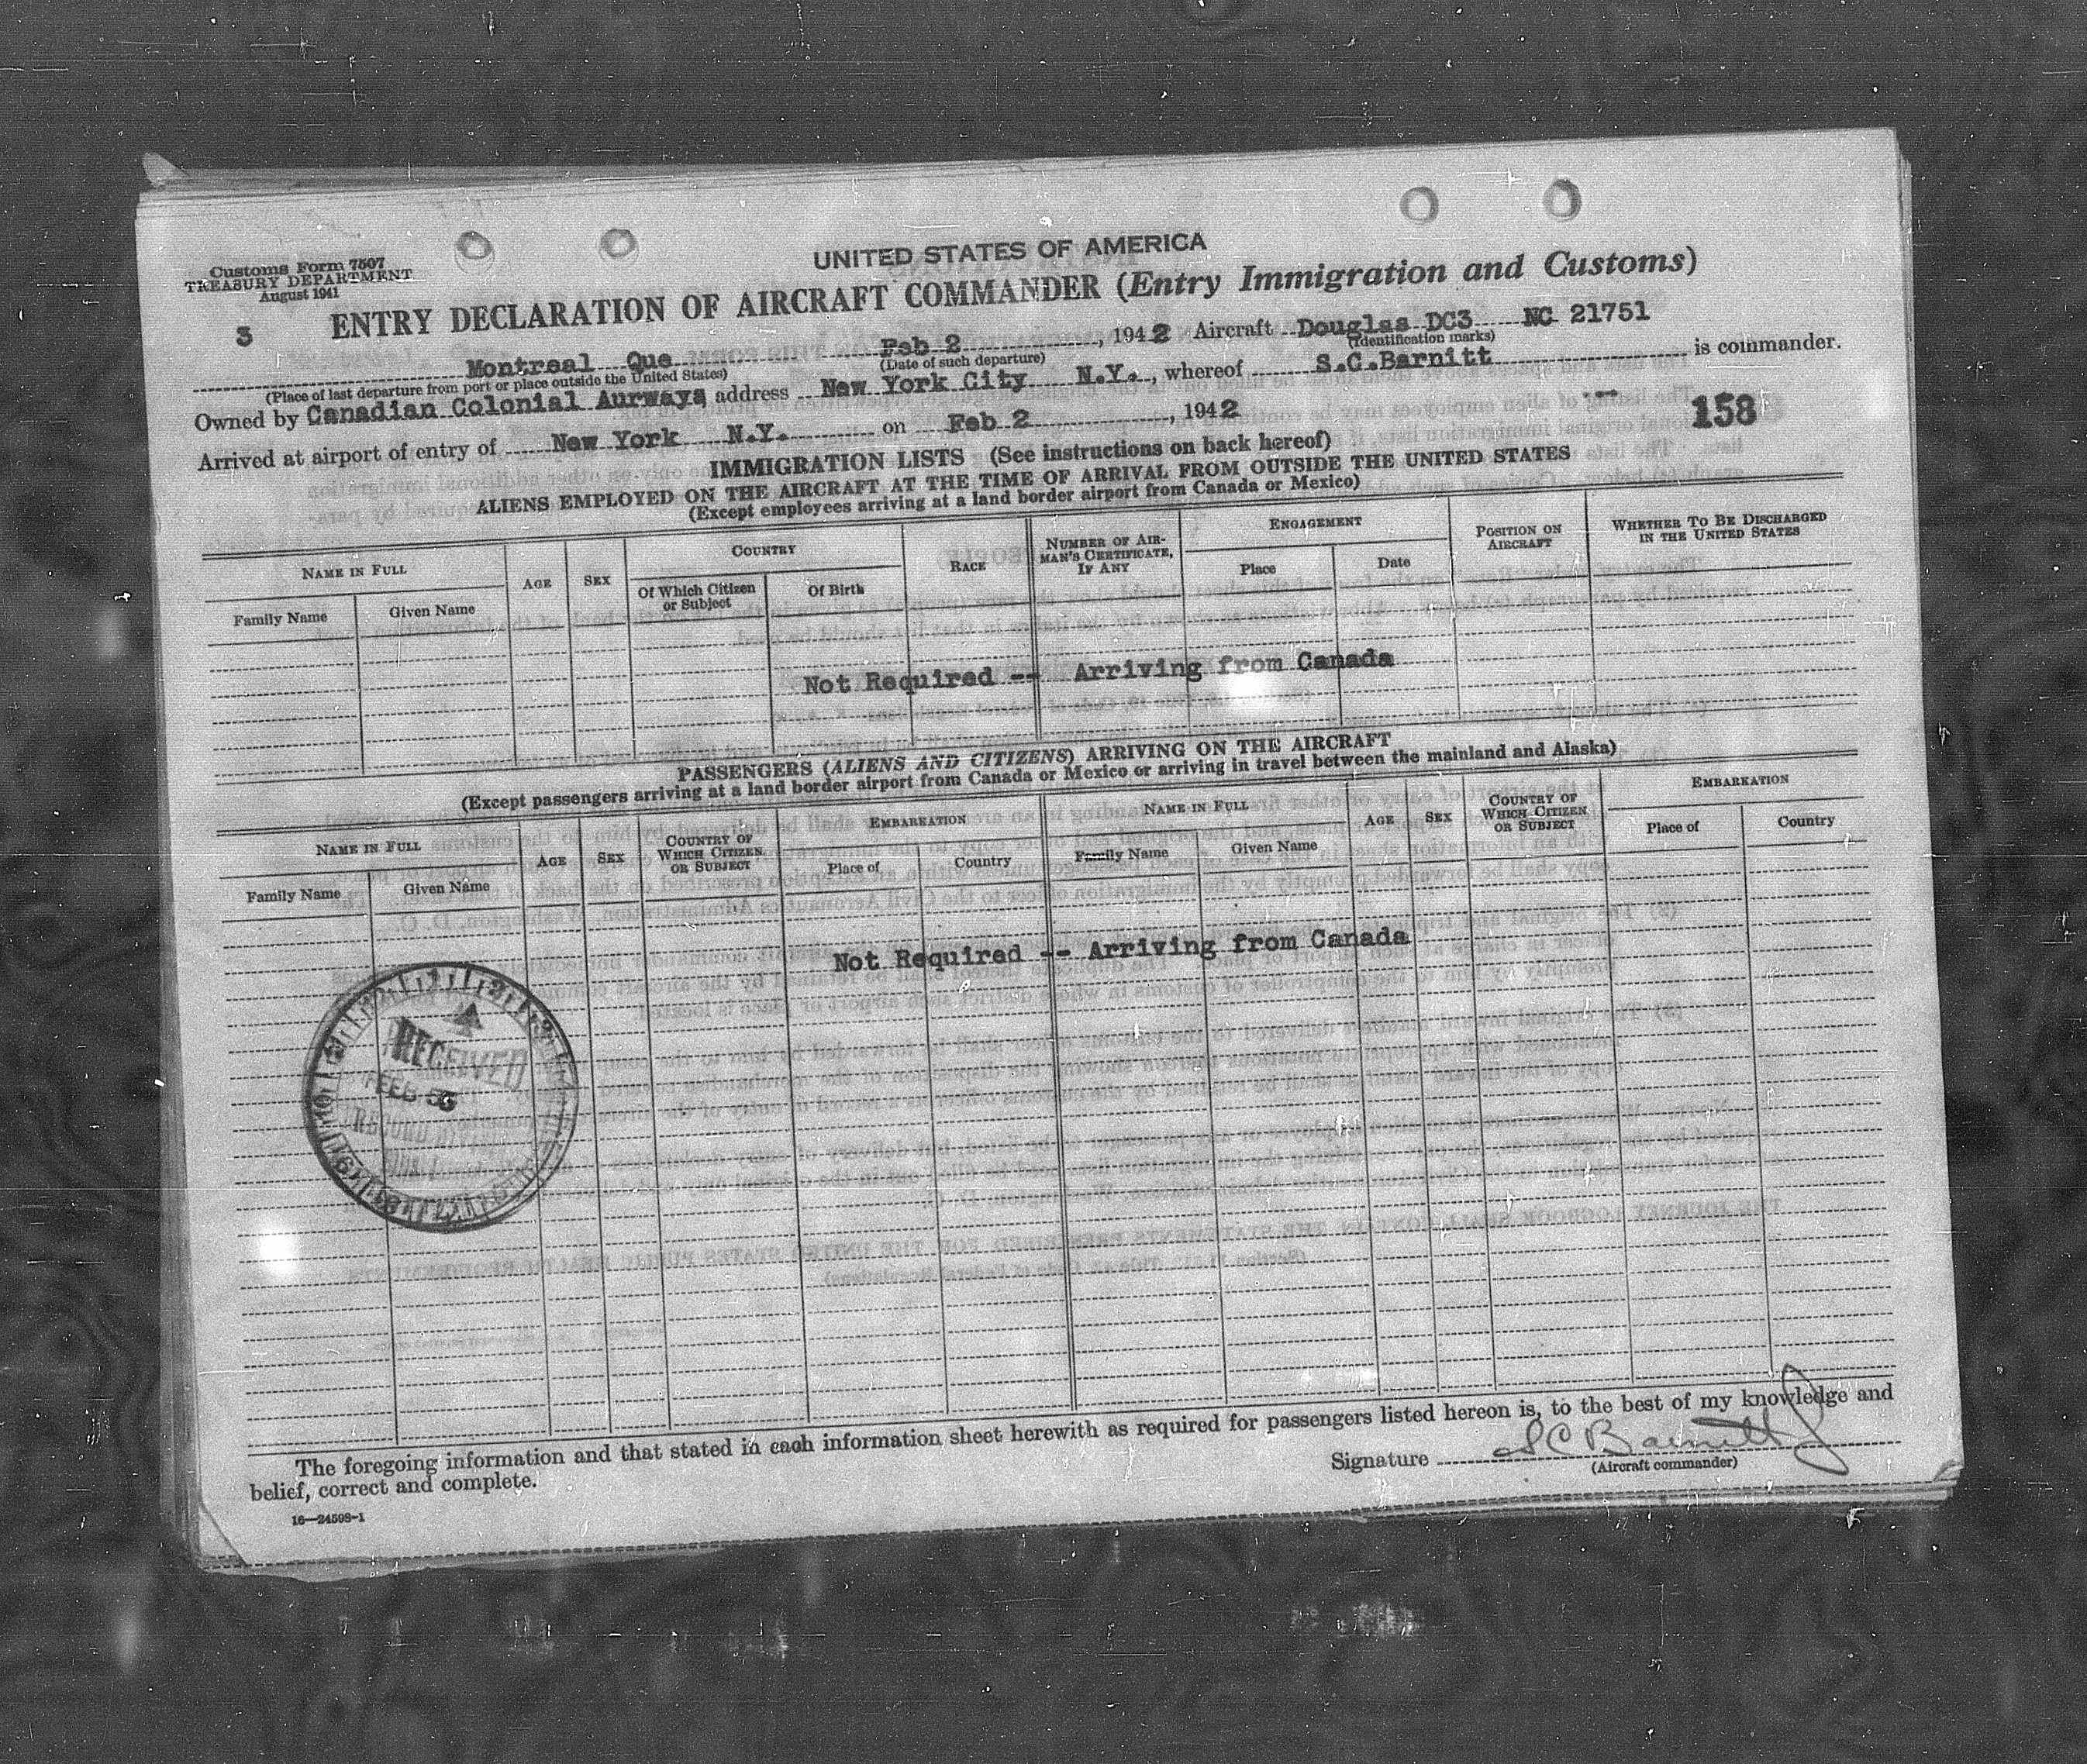 Customs Form 7507
TREASURY DEPARTMENT
August 1941
UNITED STATES OF AMERICA
3 ENTRY DECLARATION OF AIRCRAFT COMMANDER (Entry Immigration and Customs)
Montreal Que Feb 2, 1942 Aircraft Douglas DC3 NC 21751
(Place of last departure from port or place outside the United States) (Date of such departure) (Identification marks)
Owned by Canadian Colonial Aurways, address New York City N.Y., whereof S.C.Barnitt is commander.
Arrived at airport of entry of New York N.Y. on Feb 2, 1942
158
IMMIGRATION LISTS (See instructions on back hereof)
ALIENS EMPLOYED ON THE AIRCRAFT AT THE TIME OF ARRIVAL FROM OUTSIDE THE UNITED STATES
(Except employees arriving at a land border airport from Canada or Mexico)
NAME IN FULL
Family Name Given Name
AGE
SEX
COUNTRY
Of Which Citizen or Subject
Of Birth
RACE
NUMBER OF AIR-
MAN'S CERTIFICATE,
IF ANY
ENGAGEMENT
Place Date
POSITION ON
AIRCRAFT
WHETHER TO BE DISCHARGED
IN THE UNITED STATES
Not Required -- Arriving from Canada
PASSENGERS (ALIENS AND CITIZENS) ARRIVING ON THE AIRCRAFT
(Except passengers arriving at a land border airport from Canada or Mexico or arriving in travel between the mainland and Alaska)
NAME IN FULL
Family Name Given Name
AGE
SEX
COUNTRY OF
WHICH CITIZEN
OR SUBJECT
EMBARKATION
Place of Country
NAME IN FULL
Family Name Given Name
AGE
SEX
COUNTRY OF
WHICH CITIZEN
OR SUBJECT
EMBARKATION
Place of Country
Not Required -- Arriving from Canada
RECEIVED
FEB
The foregoing information and that stated in each information sheet herewith as required for passengers listed hereon is, to the best of my knowledge and
belief, correct and complete.
Signature S C Barnitt
(Aircraft commander)
16—24598-1